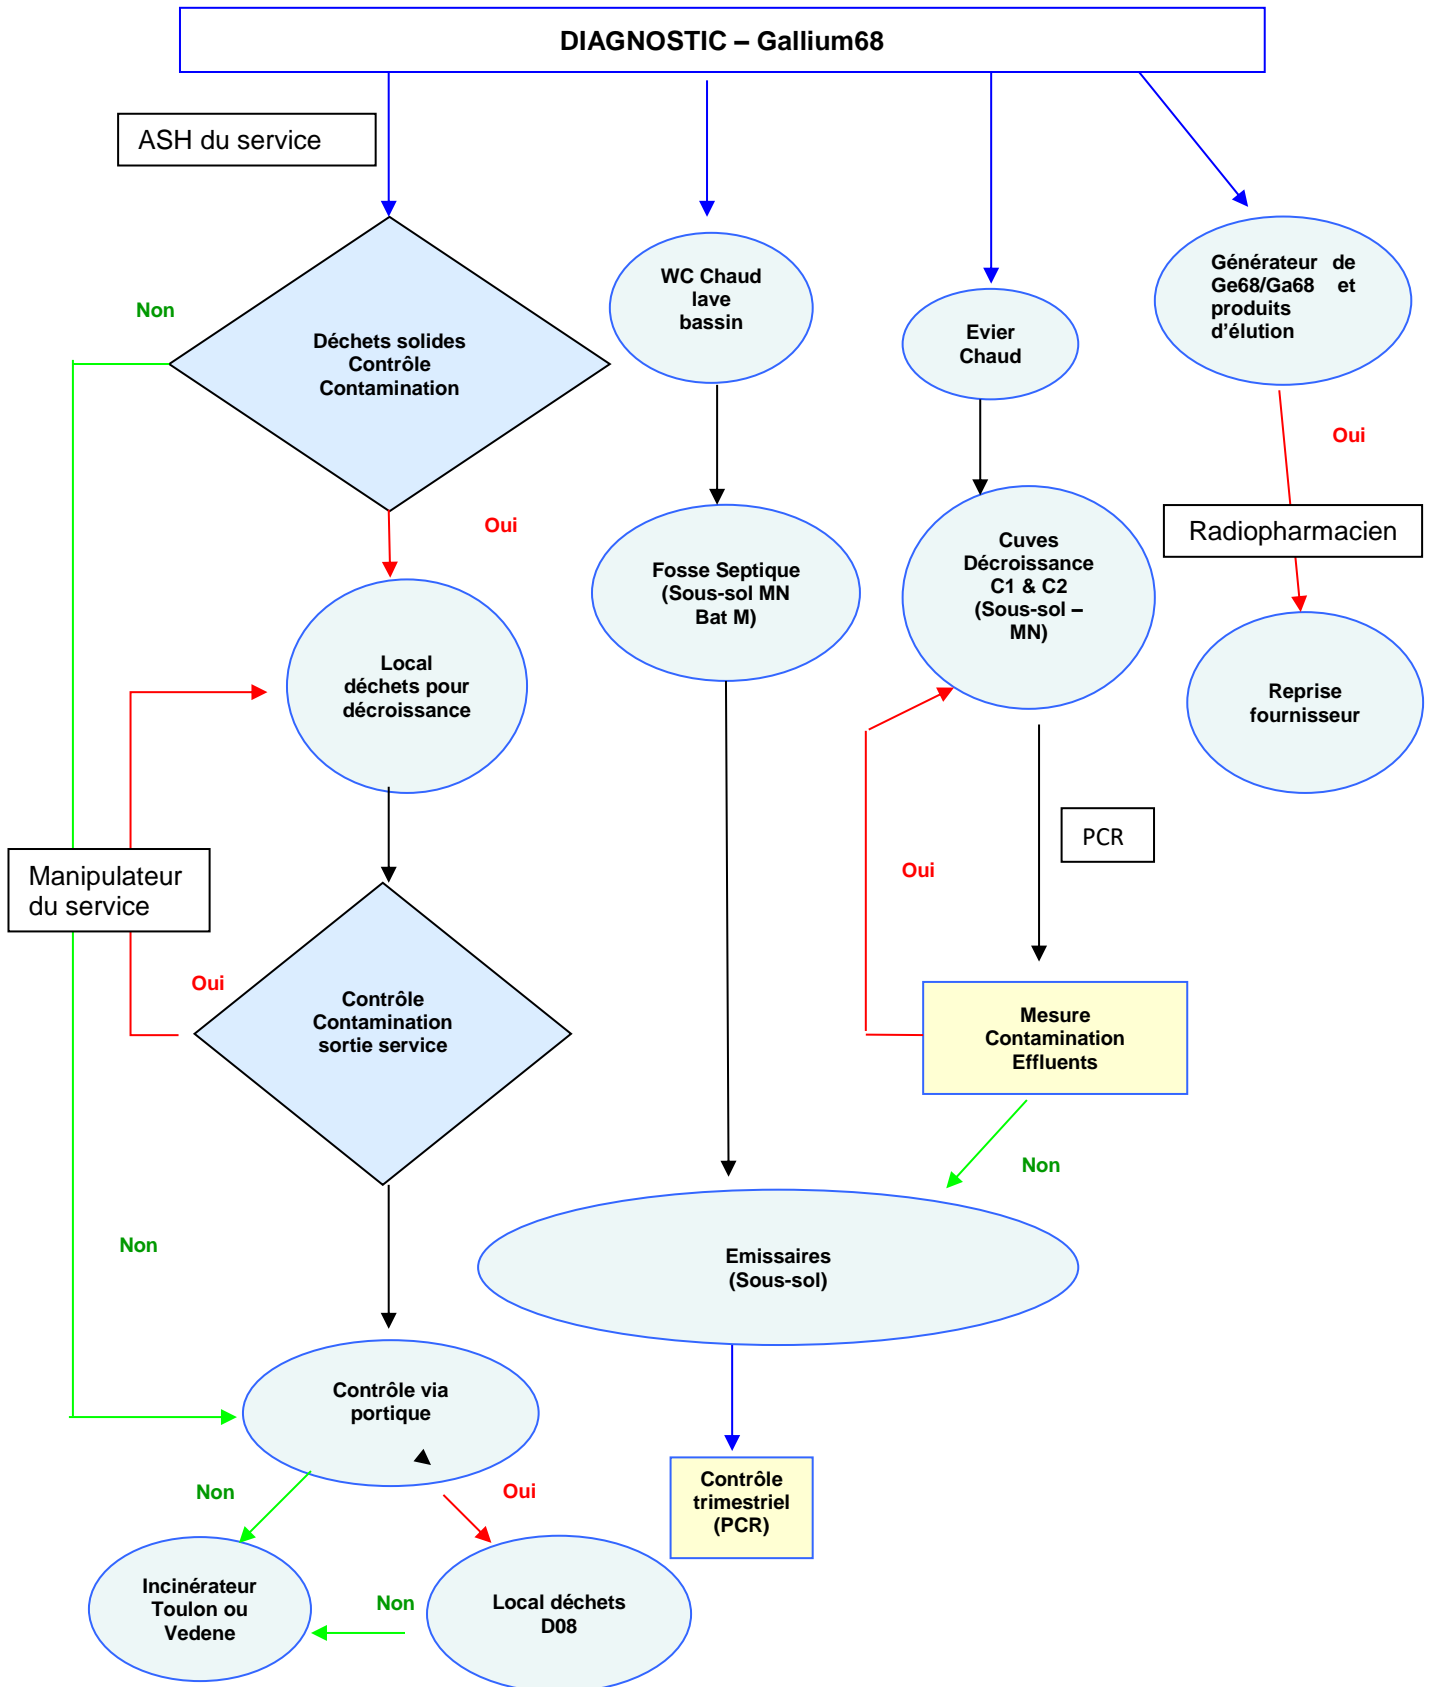 DIAGNOSTIC – Gallium68
ASH du service
Non
Déchets solides
Contrôle
Contamination
WC Chaud
lave
bassin
Evier
Chaud
Générateur de
Ge68/Ga68 et
produits
d’élution
Oui
Oui
Radiopharmacien
Fosse Septique
(Sous-sol MN
Bat M)
Cuves
Décroissance
C1 & C2
(Sous-sol –
MN)
Local
déchets pour
décroissance
Reprise
fournisseur
Manipulateur
du service
PCR
Oui
Oui
Contrôle
Contamination
sortie service
Mesure
Contamination
Effluents
Non
Non
Emissaires
(Sous-sol)
Contrôle via
portique
Non
Oui
Contrôle
trimestriel
(PCR)
Incinérateur
Toulon ou
Vedene
Non
Local déchets
D08